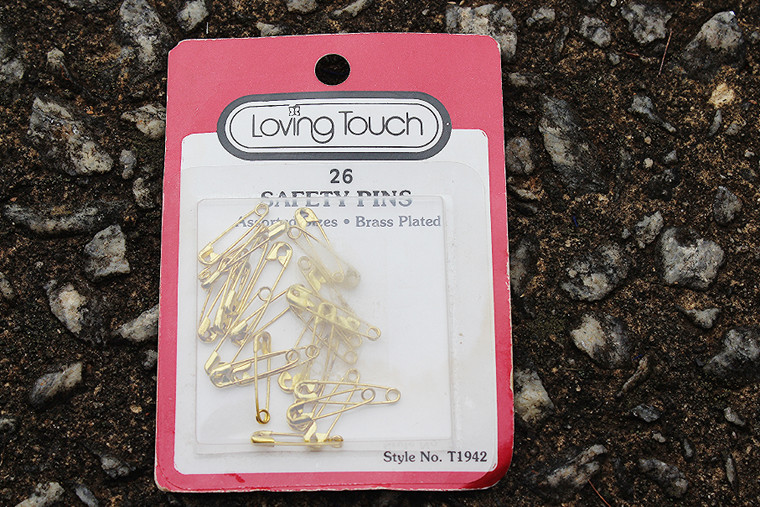 Loving Touch
26
SAFETY PINS
Assorted Sizes • Brass Plated
Style No. T1942